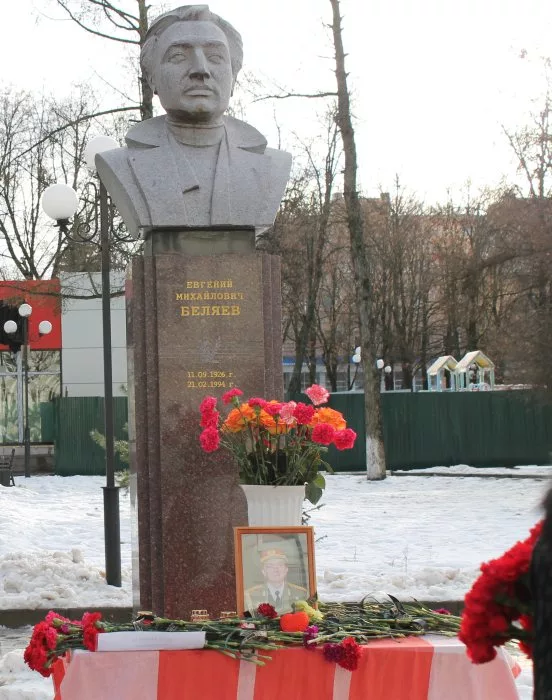 ЕВГЕНИЙ
МИХАЙЛОВИЧ
БЕЛЯЕВ
11.09.1926 г.
21.02.1994 г.